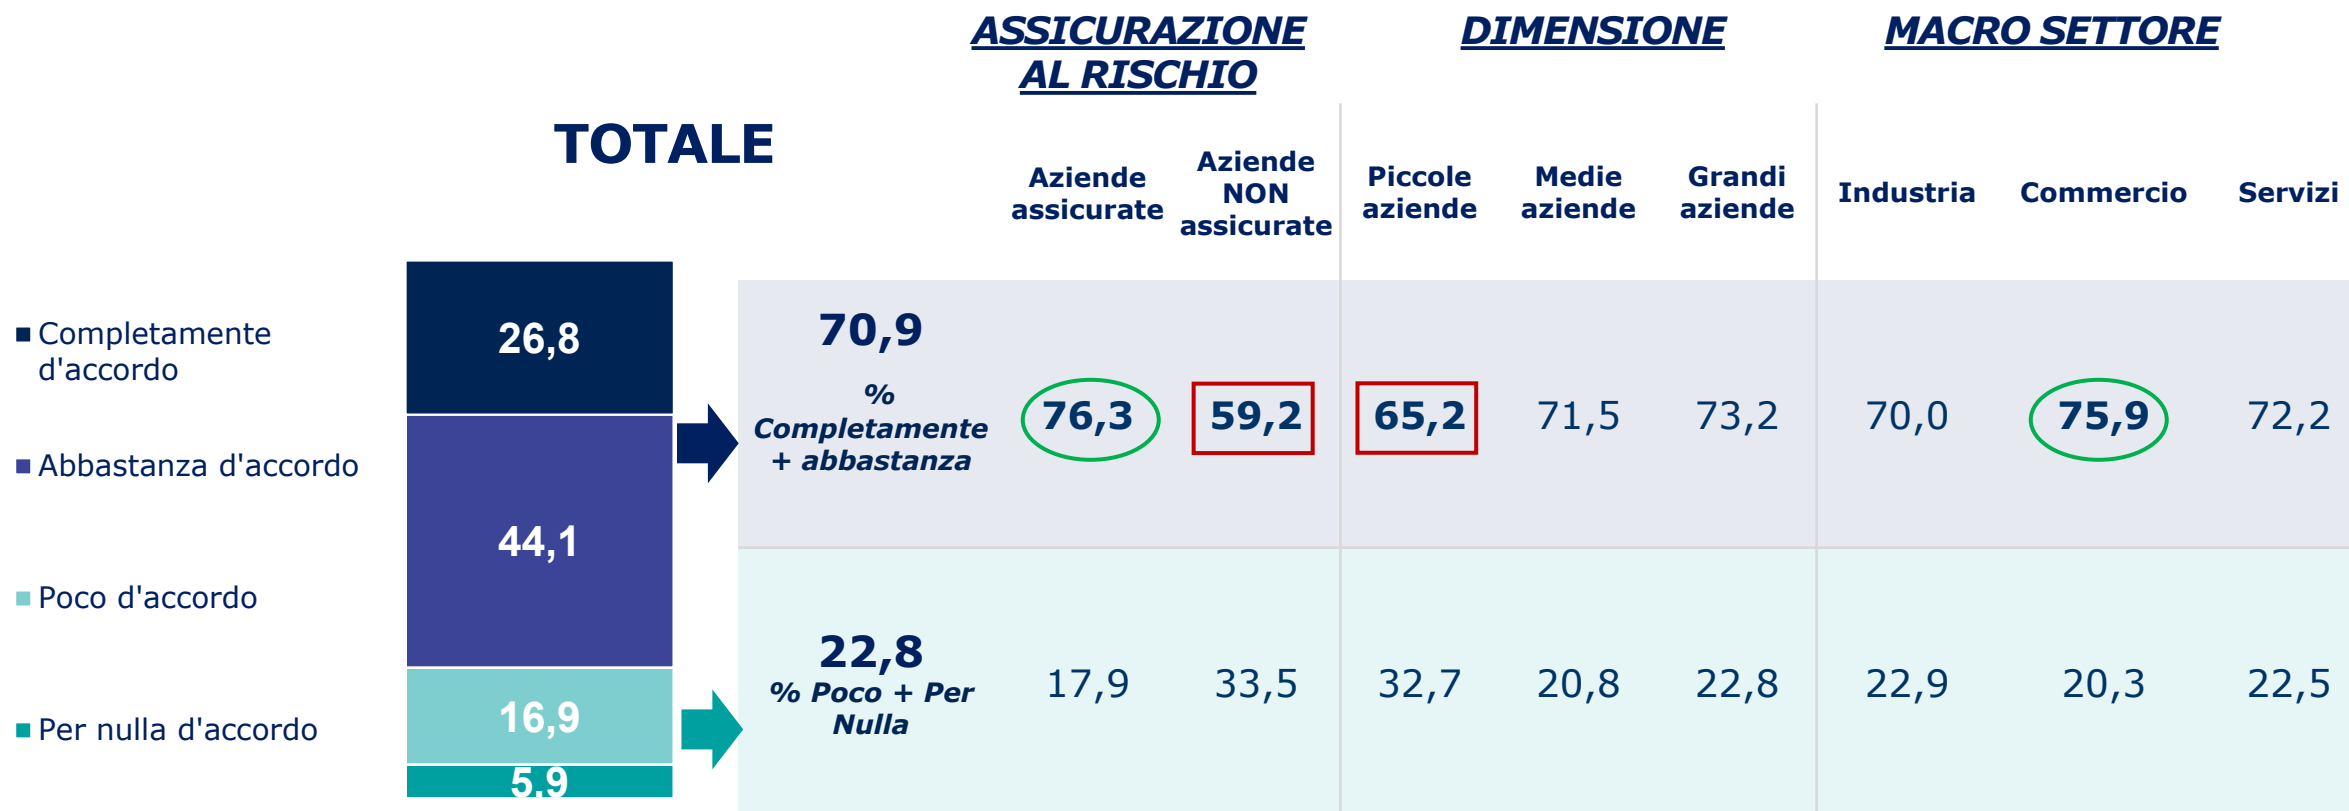 ASSICURAZIONE
AL RISCHIO
DIMENSIONE
MACRO SETTORE
TOTALE
Aziende
assicurate
Aziende
NON
assicurate
Piccole
aziende
Medie
aziende
Grandi
aziende
Industria
Commercio
Servizi
Completamente
d'accordo
Abbastanza d'accordo
Poco d'accordo
Per nulla d'accordo
26,8
44,1
16,9
5,9
70,9
%
Completamente
+ abbastanza
76,3
59,2
65,2
71,5
73,2
70,0
75,9
72,2
22,8
% Poco + Per
Nulla
17,9
33,5
32,7
20,8
22,8
22,9
20,3
22,5